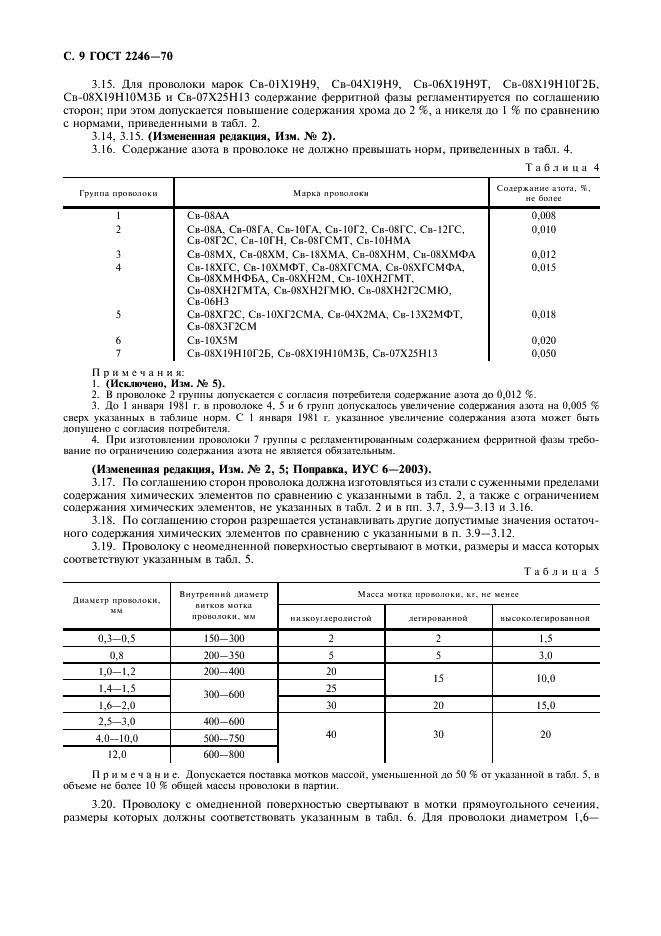 С. 9 ГОСТ 2246—70
3.15. Для проволоки марок Св-01Х19Н9, Св-04Х19Н9, Св-06Х19Н9Т, Св-08Х19Н10Г2Б,
Св-08Х19Н10М3Б и Св-07Х25Н13 содержание ферритной фазы регламентируется по соглашению
сторон; при этом допускается повышение содержания хрома до 2 %, а никеля до 1 % по сравнению
с нормами, приведенными в табл. 2.
3.14, 3.15. (Измененная редакция, Изм. № 2).
3.16. Содержание азота в проволоке не должно превышать норм, приведенных в табл. 4.
Таблица 4
Группа проволоки Марка проволоки Содержание азота, %,
не более
1 Св-08АА 0,008
2 Св-08А, Св-08ГА, Св-10ГА, Св-10Г2, Св-08ГС, Св-12ГС, 0,010
Св-08Г2С, Св-10ГН, Св-08ГСМТ, Св-10НМА
3 Св-08МХ, Св-08ХМ, Св-18ХМА, Св-08ХНМ, Св-08ХМФА 0,012
4 Св-18ХГС, Св-10ХМФТ, Св-08ХГСМА, Св-08ХГСМФА, 0,015
Св-08ХМНФБА, Св-08ХН2М, Св-10ХН2ГМТ,
Св-08ХН2ГМТА, Св-08ХН2ГМЮ, Св-08ХН2Г2СМЮ,
Св-06Н3
5 Св-08ХГ2С, Св-10ХГ2СМА, Св-04Х2МА, Св-13Х2МФТ, 0,018
Св-08Х3Г2СМ
6 Св-10Х5М 0,020
7 Св-08Х19Н10Г2Б, Св-08Х19Н10М3Б, Св-07Х25Н13 0,050
Примечания:
1. (Исключено, Изм. № 5).
2. В проволоке 2 группы допускается с согласия потребителя содержание азота до 0,012 %.
3. До 1 января 1981 г. в проволоке 4, 5 и 6 групп допускалось увеличение содержания азота на 0,005 %
сверх указанных в таблице норм. С 1 января 1981 г. указанное увеличение содержания азота может быть
допущено с согласия потребителя.
4. При изготовлении проволоки 7 группы с регламентированным содержанием ферритной фазы требо-
вание по ограничению содержания азота не является обязательным.
(Измененная редакция, Изм. № 2, 5; Поправка, ИУС 6—2003).
3.17. По соглашению сторон проволока должна изготовляться из стали с суженными пределами
содержания химических элементов по сравнению с указанными в табл. 2, а также с ограничением
содержания химических элементов, не указанных в табл. 2 и в пп. 3.7, 3.9—3.13 и 3.16.
3.18. По соглашению сторон разрешается устанавливать другие допустимые значения остаточ-
ного содержания химических элементов по сравнению с указанными в п. 3.9—3.12.
3.19. Проволоку с неомедненной поверхностью свертывают в мотки, размеры и масса которых
соответствуют указанным в табл. 5.
Таблица 5
Диаметр проволоки,
мм
Внутренний диаметр
витков мотка
проволоки, мм
Масса мотка проволоки, кг, не менее
низкоуглеродистой легированной высоколегированной
0,3—0,5 150—300 2 2 1,5
0,8 200—350 5 5 3,0
1,0—1,2 200—400 20 15 10,0
1,4—1,5 300—600 25
1,6—2,0 30 20 15,0
2,5—3,0 400—600 40 30 20
4,0—10,0 500—750
12,0 600—800
Примечание. Допускается поставка мотков массой, уменьшенной до 50 % от указанной в табл. 5, в
объеме не более 10 % общей массы проволоки в партии.
3.20. Проволоку с омедненной поверхностью свертывают в мотки прямоугольного сечения,
размеры которых должны соответствовать указанным в табл. 6. Для проволоки диаметром 1,6—